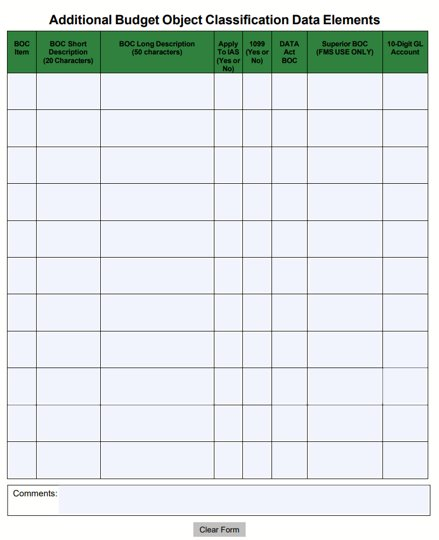 Additional Budget Object Classification Data Elements
BOC
Item
BOC Short
Description
(20 Characters)
BOC Long Description
(50 characters)
Apply
To IAS
(Yes or
No)
1099
(Yes or
No)
DATA
Act
BOC
Superior BOC
(FMS USE ONLY)
10-Digit GL
Account
Comments:
Clear Form